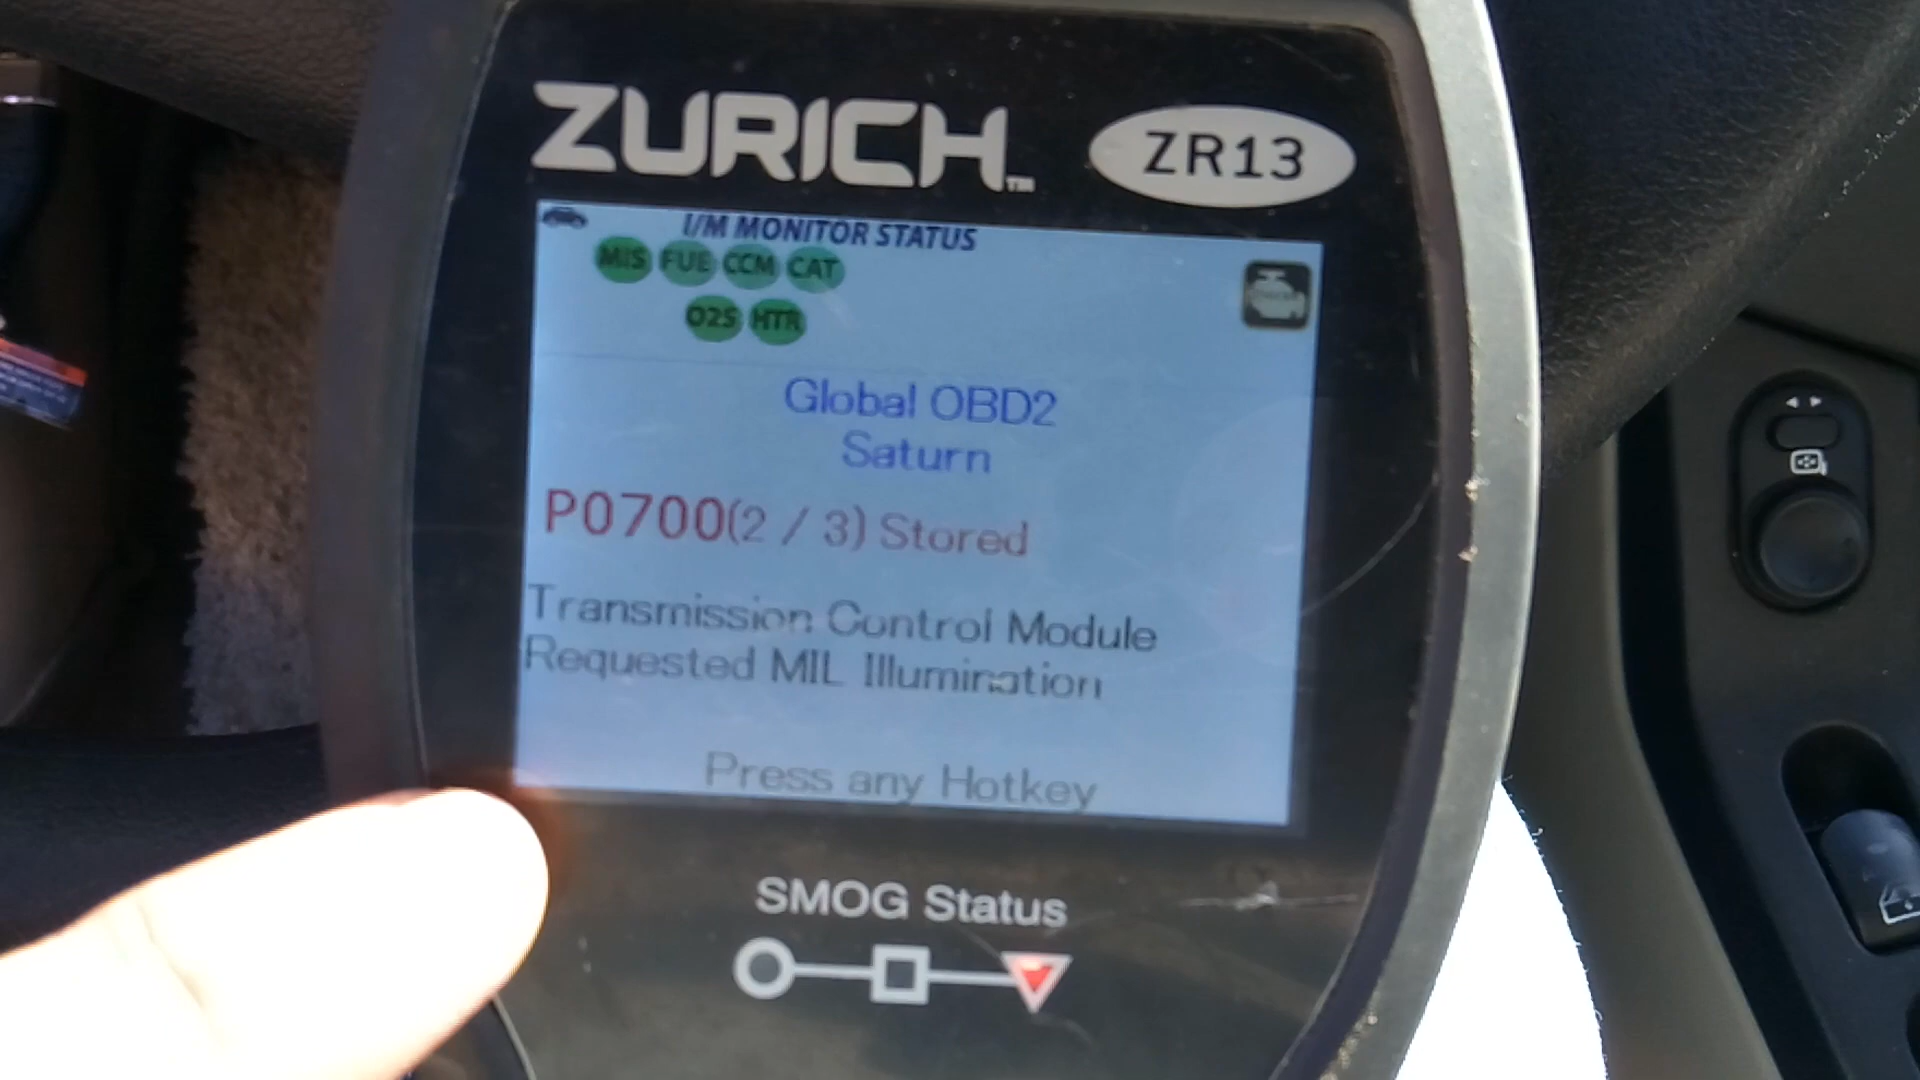 ZURICH™ ZR13
I/M MONITOR STATUS
MIS FUE CCM CAT
O2S HTR
Global OBD2
Saturn
P0700(2 / 3) Stored
Transmission Control Module
Requested MIL Illumination
Press any Hotkey
SMOG Status